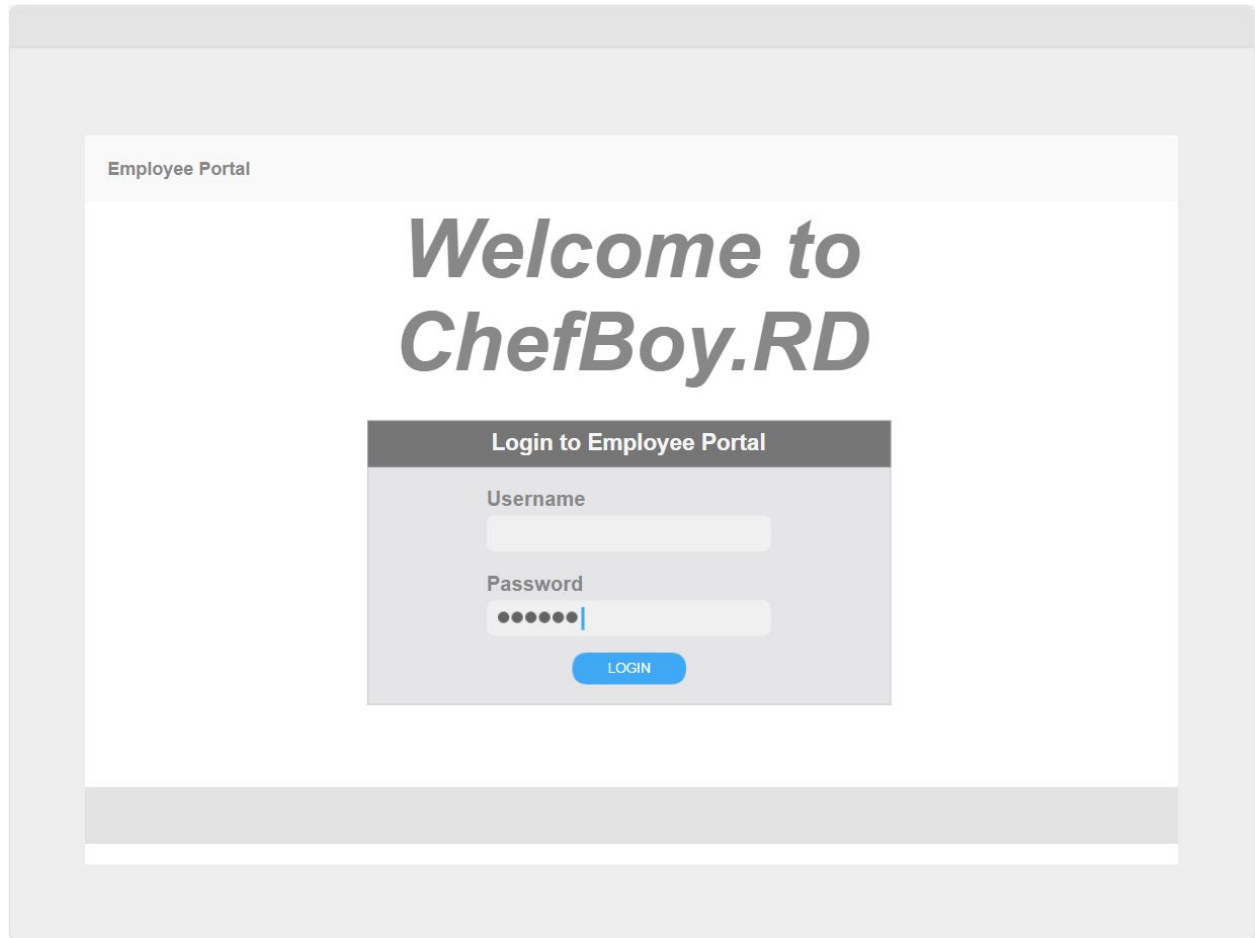 Employee Portal
Welcome to
ChefBoy.RD
Login to Employee Portal
Username
Password
●●●●●●
LOGIN